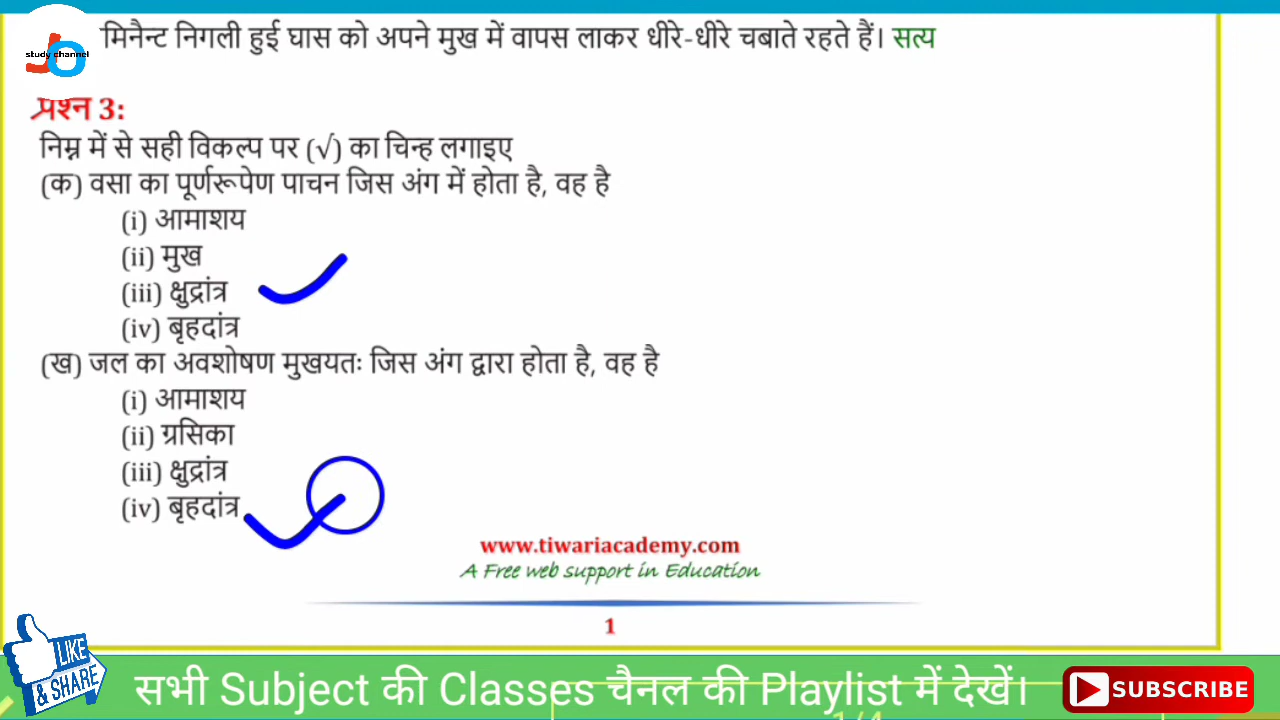 study channel
मिनैन्ट निगली हुई घास को अपने मुख में वापस लाकर धीरे-धीरे चबाते रहते हैं। सत्य
प्रश्न 3:
निम्न में से सही विकल्प पर (√) का चिन्ह लगाइए
(क) वसा का पूर्णरूपेण पाचन जिस अंग में होता है, वह है
(i) आमाशय
(ii) मुख
(iii) क्षुद्रांत्र
(iv) बृहदांत्र
(ख) जल का अवशोषण मुखयतः जिस अंग द्वारा होता है, वह है
(i) आमाशय
(ii) ग्रसिका
(iii) क्षुद्रांत्र
(iv) बृहदांत्र
www.tiwariacademy.com
A Free web support in Education
1
LIKE
& SHARE
सभी Subject की Classes चैनल की Playlist में देखें।
SUBSCRIBE
1/4